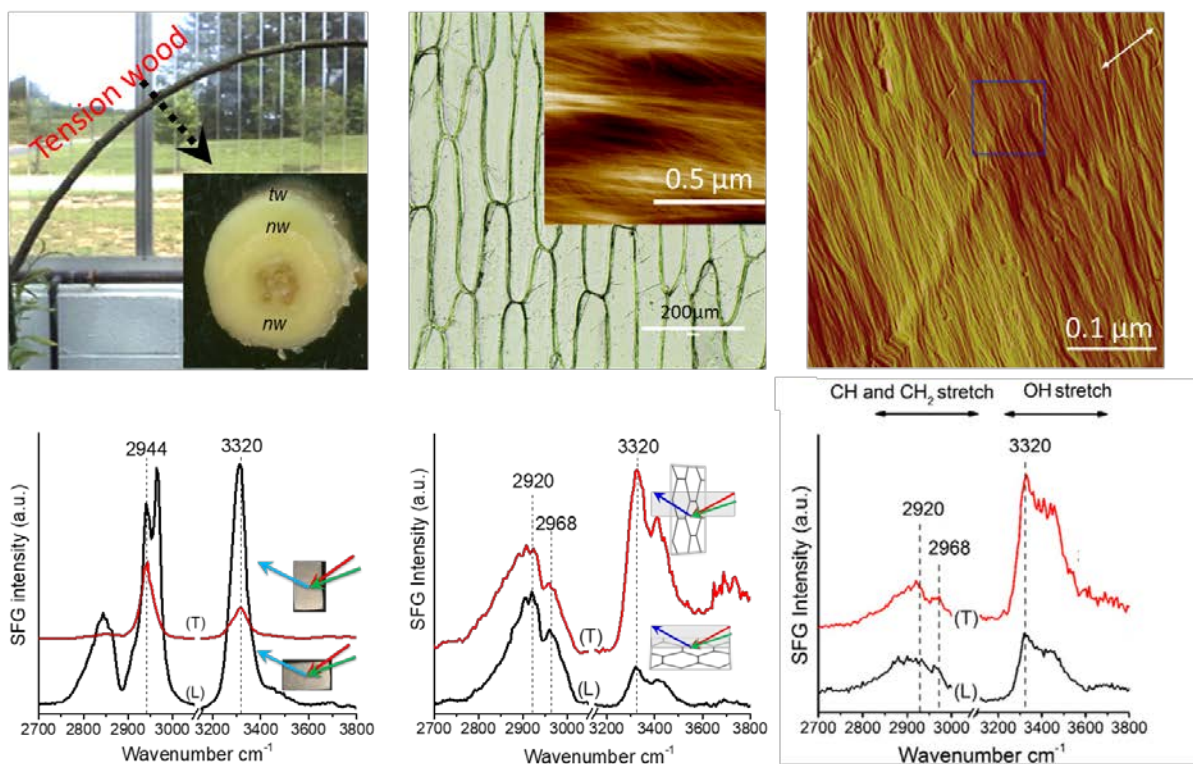 Tension wood
tw
nw
nw
0.5 µm
200µm
0.1 µm
2944
3320
SFG intensity (a.u.)
(T)
(L)
2700 2800 2900 3000 3200 3400 3600 3800
Wavenumber cm⁻¹
2920
2968
3320
SFG intensity (a.u.)
(T)
(L)
2700 2800 2900 3000 3200 3400 3600 3800
Wavenumber cm⁻¹
CH and CH₂ stretch
OH stretch
2920
2968
3320
SFG Intensity (a.u.)
(T)
(L)
2700 2800 2900 3000 3200 3400 3600 3800
Wavenumber cm⁻¹